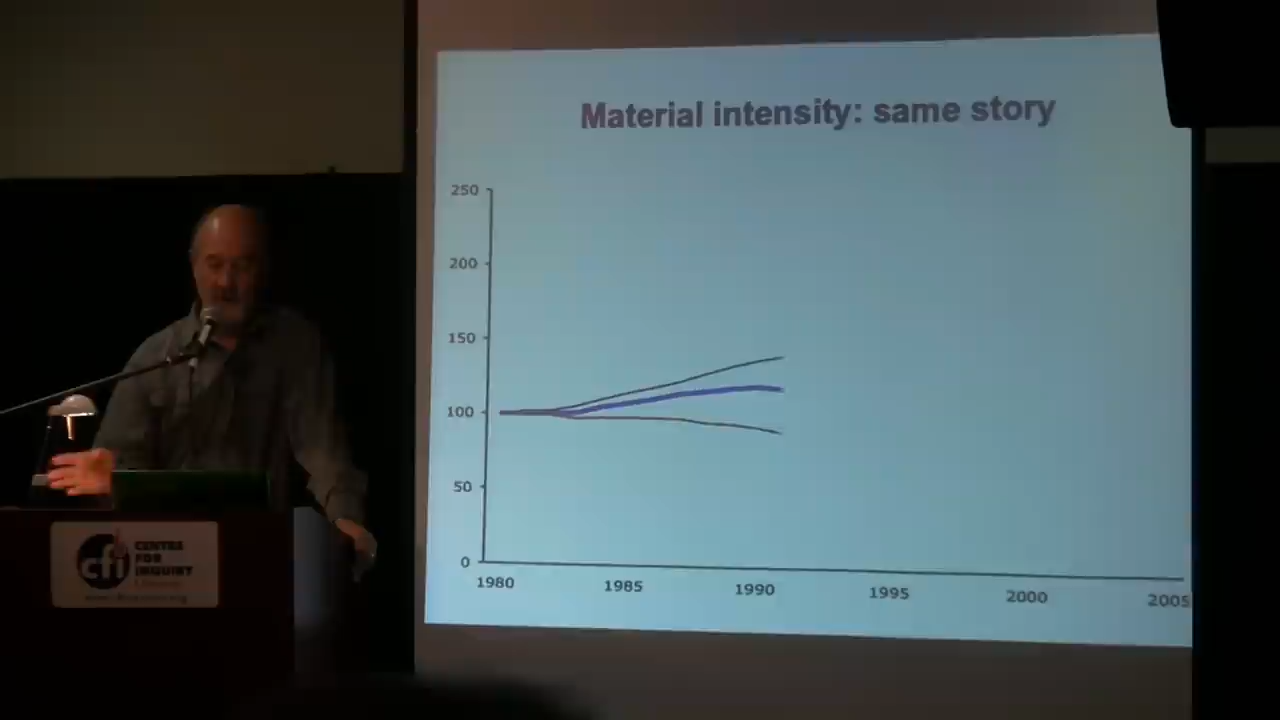 Material intensity: same story
250
200
150
100
50
0
1980 1985 1990 1995 2000 2005
cfi
CENTRE
FOR
INQUIRY